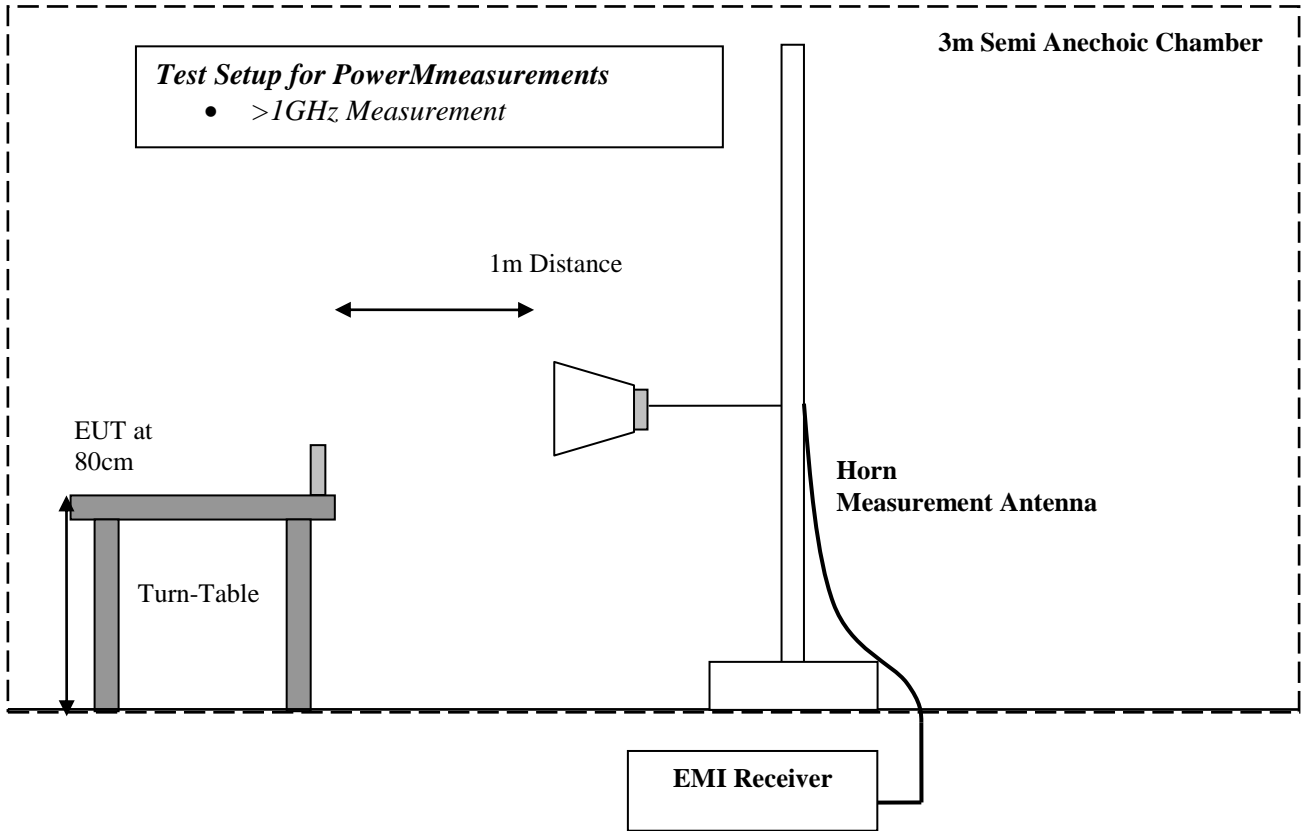 3m Semi Anechoic Chamber
Test Setup for PowerMmeasurements
• >1GHz Measurement
1m Distance
EUT at
80cm
Horn
Measurement Antenna
Turn-Table
EMI Receiver